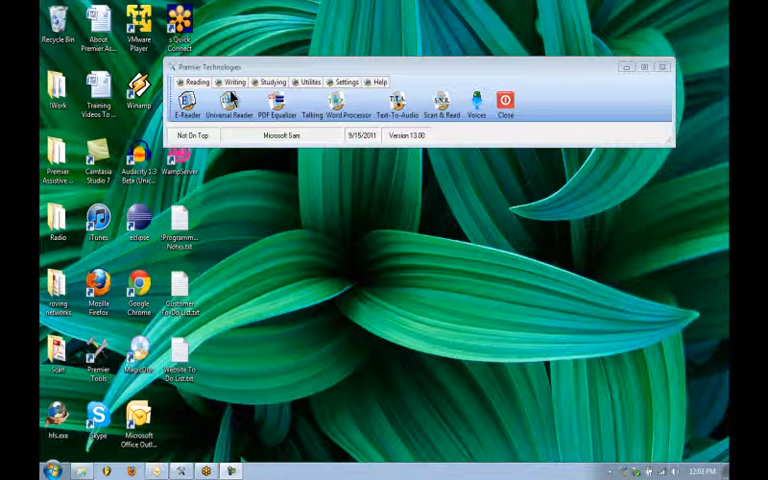 Premier Technologies
Reading Writing Studying Utilites Settings Help
E-Reader Universal Reader PDF Equalizer Talking Word Processor Text-To-Audio Scan & Read Voices Close
Not On Top Microsoft Sam 9/15/2011 Version 13.00
Recycle Bin
About Premier As...
VMware Player
s Quick Connect
!Work
Training Videos To ...
Winamp
Premier Assistive ...
Camtasia Studio 7
Audacity 1.3 Beta (Unic...
WampServer
Radio
iTunes
eclipse
!Programm... Notes.txt
roving networks
Mozilla Firefox
Google Chrome
Customer To-Do List.txt
Scan
Premier Tools
MagicDisc
Website To Do List.txt
hfs.exe
Skype
Microsoft Office Outl...
12:03 PM